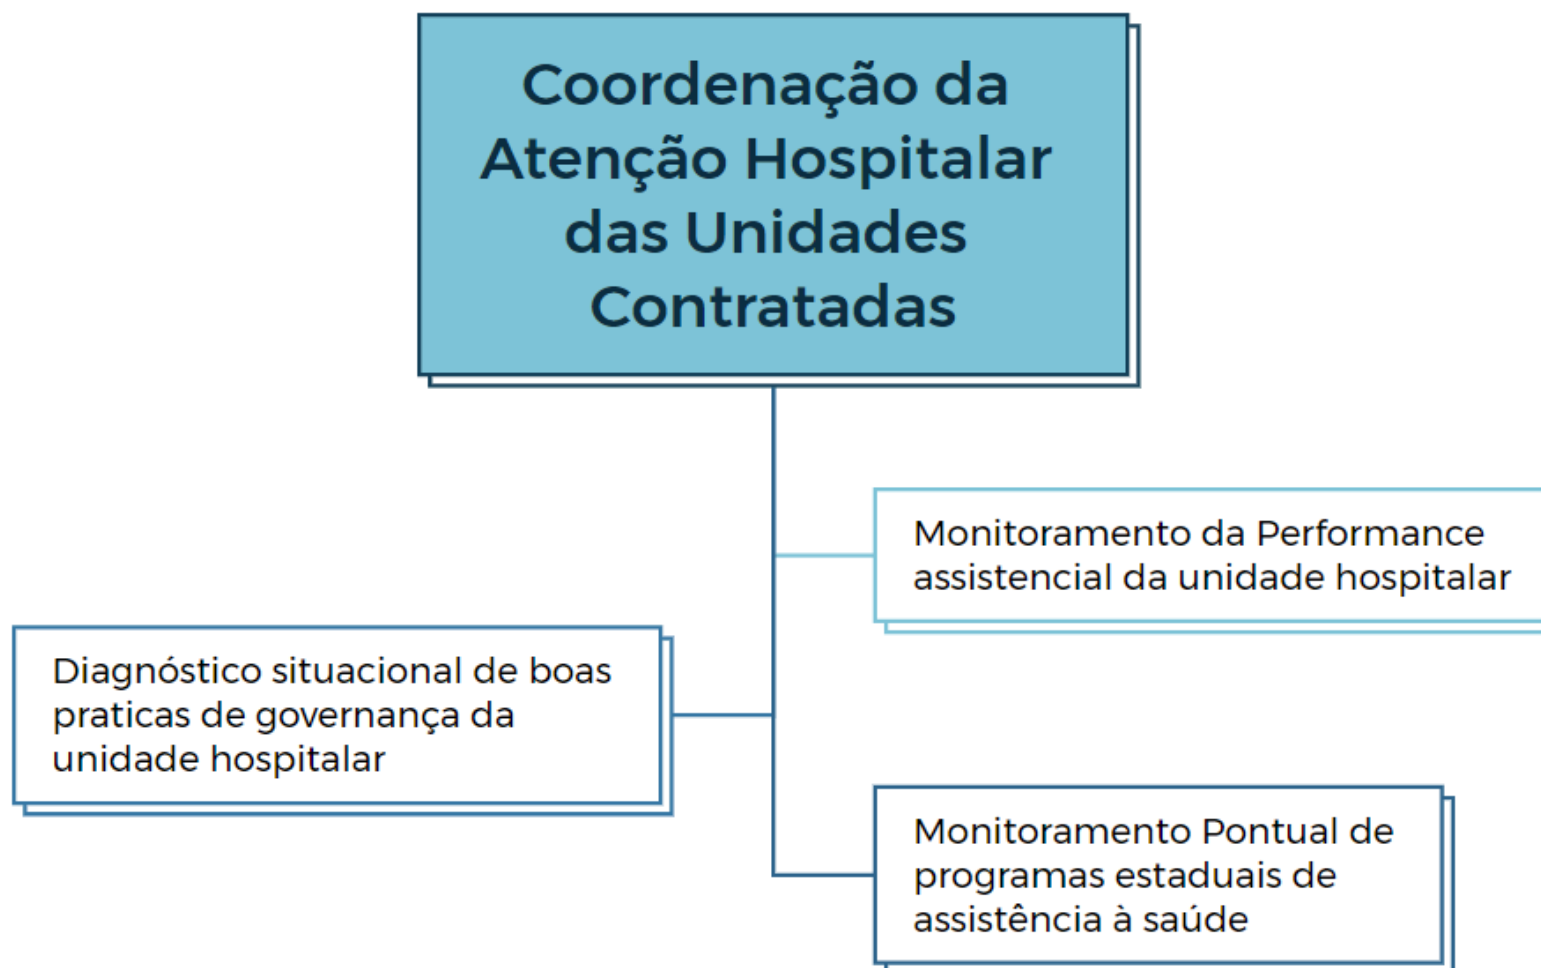 Coordenação da
Atenção Hospitalar
das Unidades
Contratadas
Monitoramento da Performance
assistencial da unidade hospitalar
Diagnóstico situacional de boas
praticas de governança da
unidade hospitalar
Monitoramento Pontual de
programas estaduais de
assistência à saúde